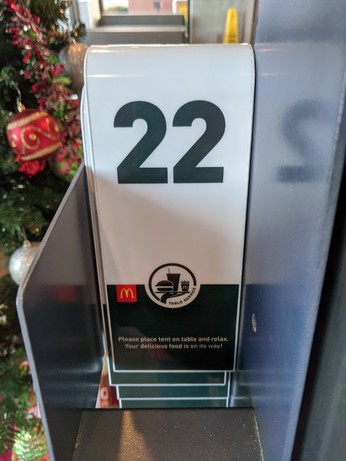 22
TABLE SERVICE
Please place tent on table and relax.
Your delicious food is on its way!